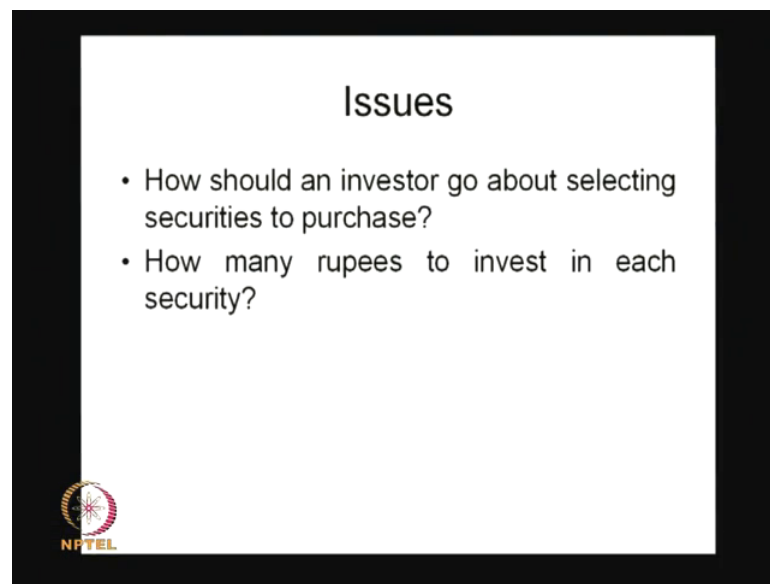 Issues
• How should an investor go about selecting
securities to purchase?
• How many rupees to invest in each
security?
NPTEL